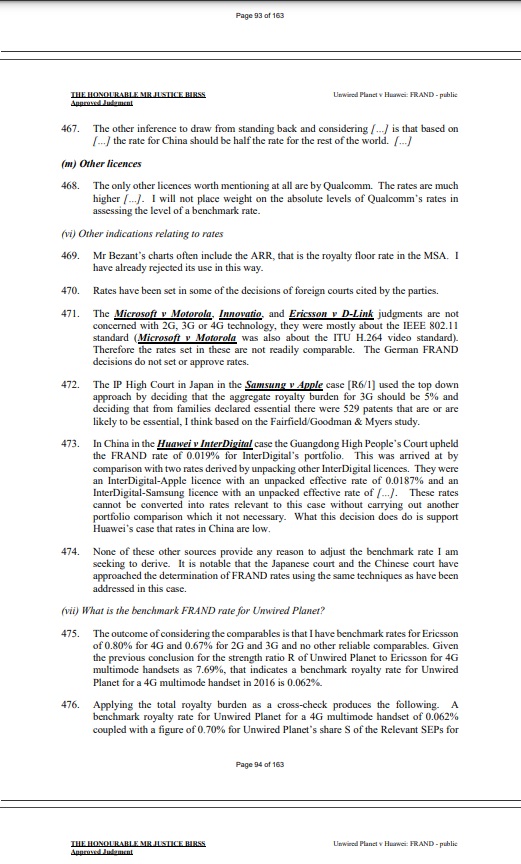 Page 93 of 163
THE HONOURABLE MR JUSTICE BIRSS
Approved Judgment
Unwired Planet v Huawei: FRAND - public
467. The other inference to draw from standing back and considering [...] is that based on
[...] the rate for China should be half the rate for the rest of the world. [...]
(m) Other licences
468. The only other licences worth mentioning at all are by Qualcomm. The rates are much
higher [...]. I will not place weight on the absolute levels of Qualcomm's rates in
assessing the level of a benchmark rate.
(vi) Other indications relating to rates
469. Mr Bezant's charts often include the ARR, that is the royalty floor rate in the MSA. I
have already rejected its use in this way.
470. Rates have been set in some of the decisions of foreign courts cited by the parties.
471. The Microsoft v Motorola, Innovatio, and Ericsson v D-Link judgments are not
concerned with 2G, 3G or 4G technology, they were mostly about the IEEE 802.11
standard (Microsoft v Motorola was also about the ITU H.264 video standard).
Therefore the rates set in these are not readily comparable. The German FRAND
decisions do not set or approve rates.
472. The IP High Court in Japan in the Samsung v Apple case [R6/1] used the top down
approach by deciding that the aggregate royalty burden for 3G should be 5% and
deciding that from families declared essential there were 529 patents that are or are
likely to be essential, I think based on the Fairfield/Goodman & Myers study.
473. In China in the Huawei v InterDigital case the Guangdong High People's Court upheld
the FRAND rate of 0.019% for InterDigital's portfolio. This was arrived at by
comparison with two rates derived by unpacking other InterDigital licences. They were
an InterDigital-Apple licence with an unpacked effective rate of 0.0187% and an
InterDigital-Samsung licence with an unpacked effective rate of [...]. These rates
cannot be converted into rates relevant to this case without carrying out another
portfolio comparison which it not necessary. What this decision does do is support
Huawei's case that rates in China are low.
474. None of these other sources provide any reason to adjust the benchmark rate I am
seeking to derive. It is notable that the Japanese court and the Chinese court have
approached the determination of FRAND rates using the same techniques as have been
addressed in this case.
(vii) What is the benchmark FRAND rate for Unwired Planet?
475. The outcome of considering the comparables is that I have benchmark rates for Ericsson
of 0.80% for 4G and 0.67% for 2G and 3G and no other reliable comparables. Given
the previous conclusion for the strength ratio R of Unwired Planet to Ericsson for 4G
multimode handsets as 7.69%, that indicates a benchmark royalty rate for Unwired
Planet for a 4G multimode handset in 2016 is 0.062%.
476. Applying the total royalty burden as a cross-check produces the following. A
benchmark royalty rate for Unwired Planet for a 4G multimode handset of 0.062%
coupled with a figure of 0.70% for Unwired Planet's share S of the Relevant SEPs for
Page 94 of 163
THE HONOURABLE MR JUSTICE BIRSS
Approved Judgment
Unwired Planet v Huawei: FRAND - public